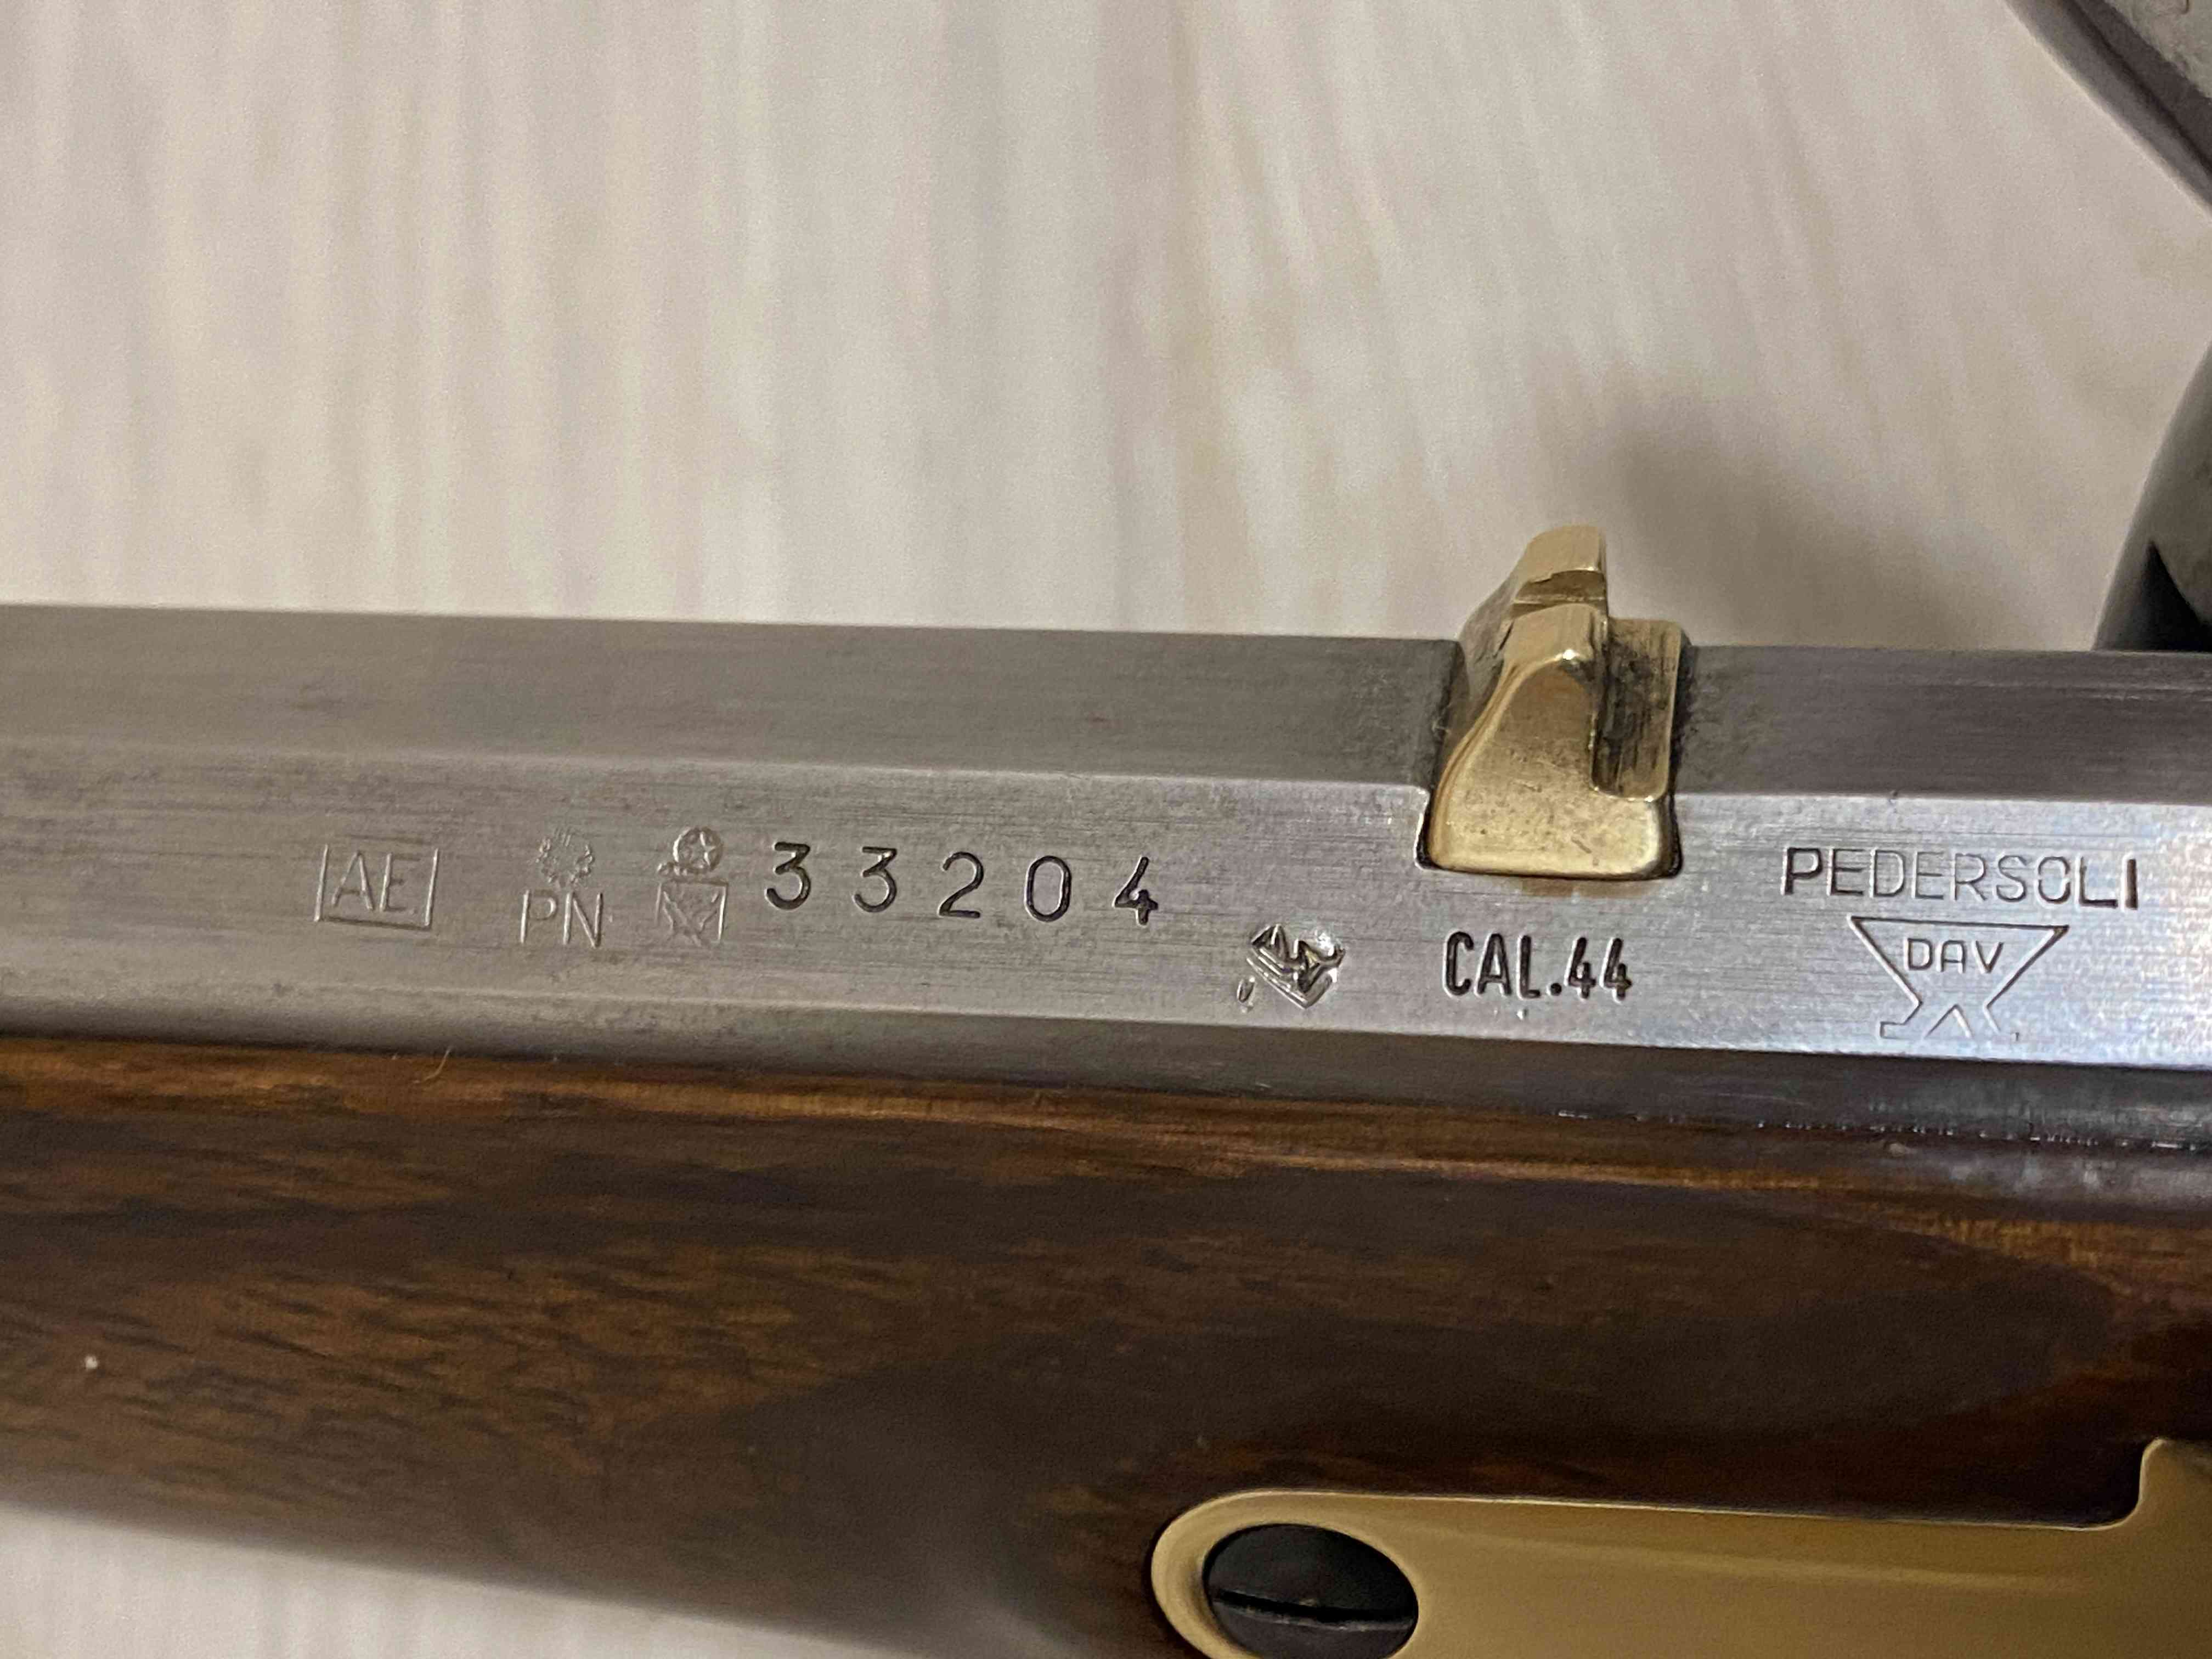 AE PN 33204
CAL.44
PEDERSOLI
DAV